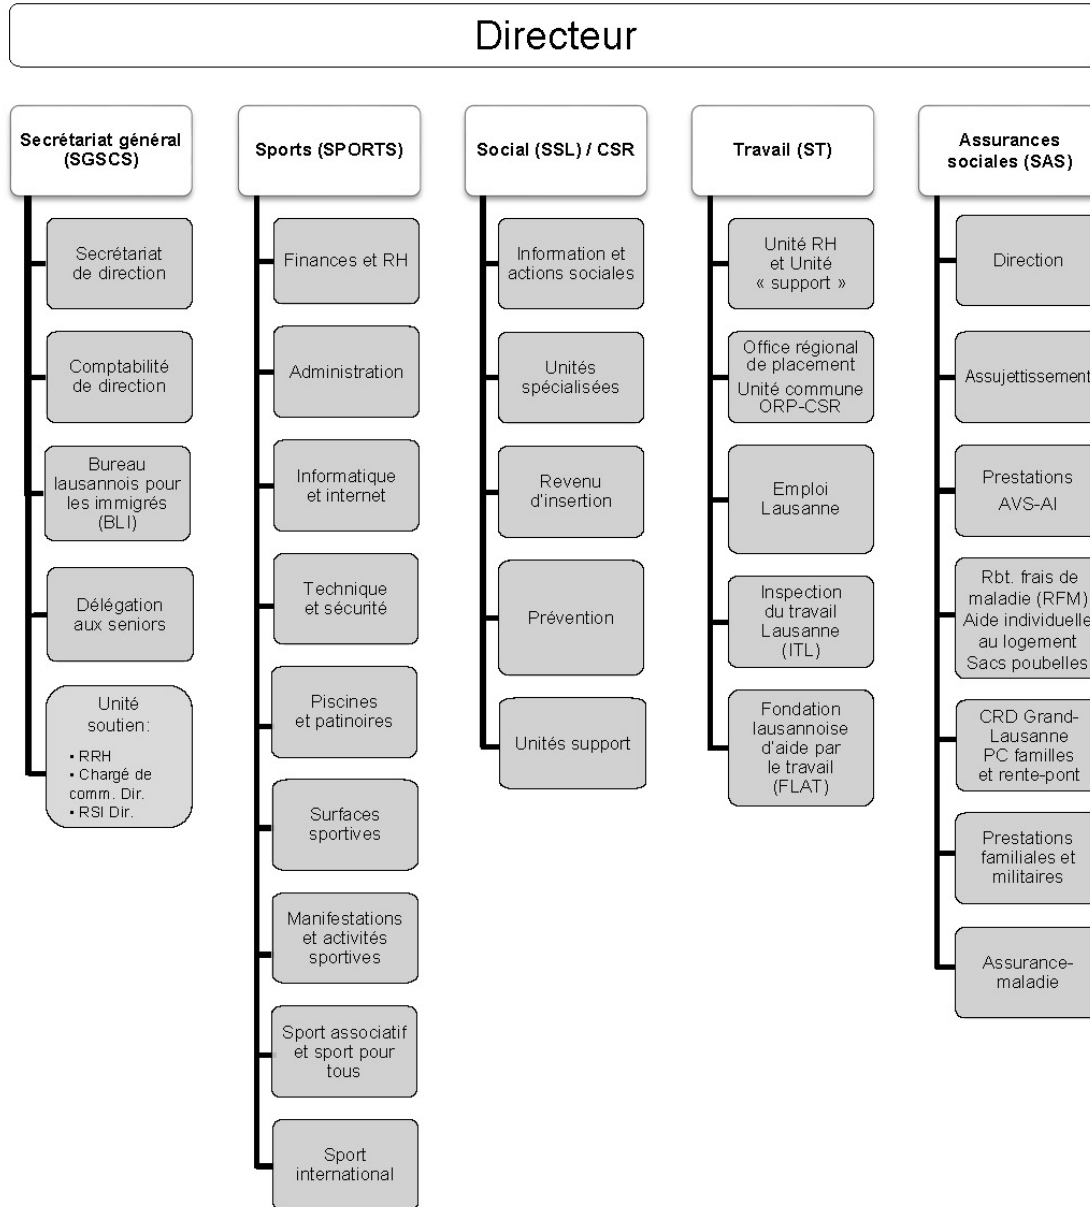 Directeur
Secrétariat général
(SGSCS)
Secrétariat
de direction
Comptabilité
de direction
Bureau
lausannois pour
les immigrés
(BLI)
Délégation
aux seniors
Unité
soutien:
▪ RRH
▪ Chargé de
comm. Dir.
▪ RSI Dir.
Sports (SPORTS)
Finances et RH
Administration
Informatique
et internet
Technique
et sécurité
Piscines
et patinoires
Surfaces
sportives
Manifestations
et activités
sportives
Sport associatif
et sport pour
tous
Sport
international
Social (SSL) / CSR
Information et
actions sociales
Unités
spécialisées
Revenu
d'insertion
Prévention
Unités support
Travail (ST)
Unité RH
et Unité
« support »
Office régional
de placement
Unité commune
ORP-CSR
Emploi
Lausanne
Inspection
du travail
Lausanne
(ITL)
Fondation
lausannoise
d'aide par
le travail
(FLAT)
Assurances
sociales (SAS)
Direction
Assujettissement
Prestations
AVS-AI
Rbt. frais de
maladie (RFM)
Aide individuelle
au logement
Sacs poubelles
CRD Grand-
Lausanne
PC familles
et rente-pont
Prestations
familiales et
militaires
Assurance-
maladie